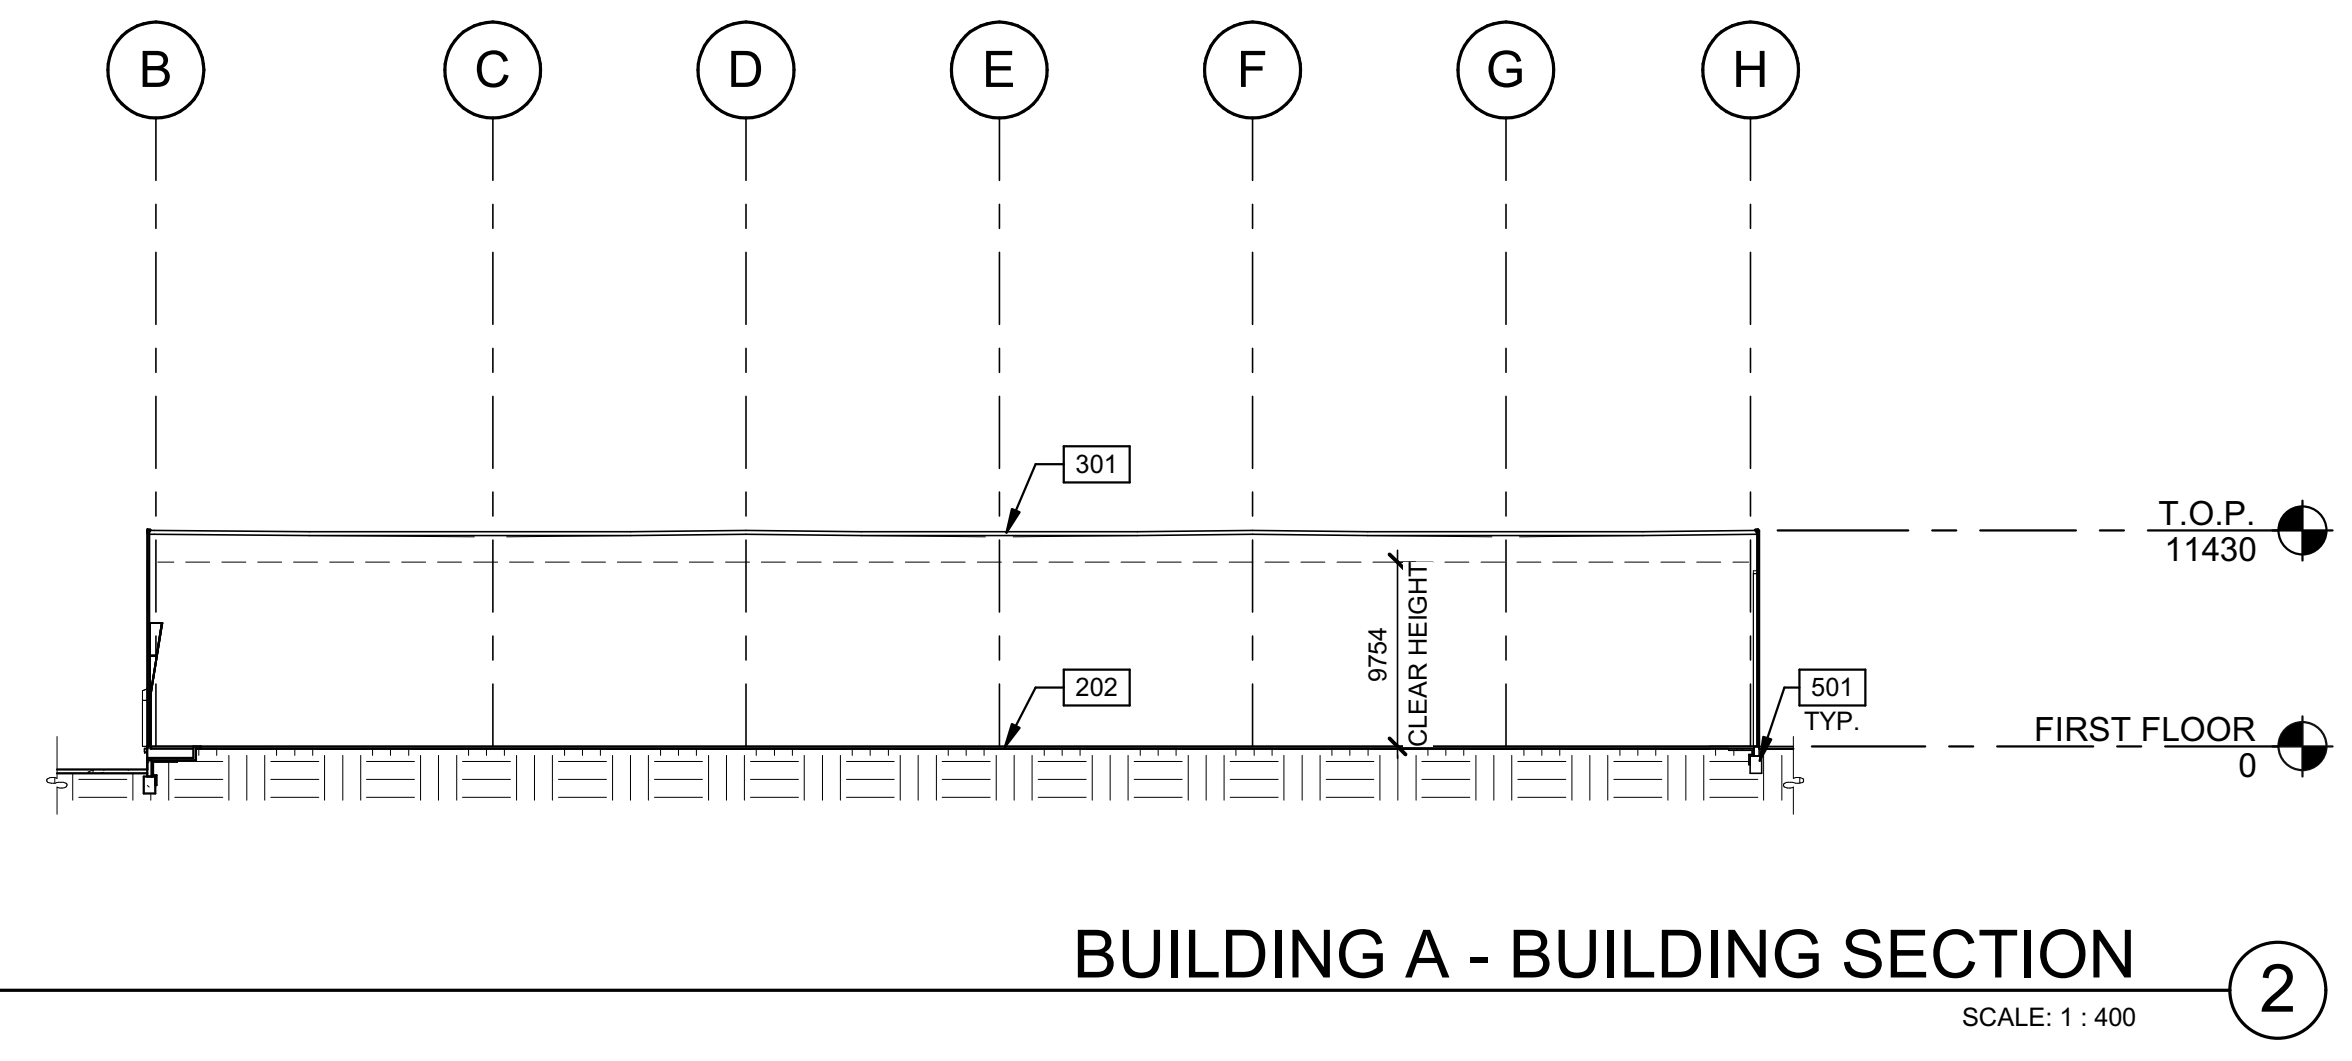 B C D E F G H
301
T.O.P.
11430
9754
CLEAR HEIGHT
202
501
TYP.
FIRST FLOOR
0
BUILDING A - BUILDING SECTION
2
SCALE: 1 : 400